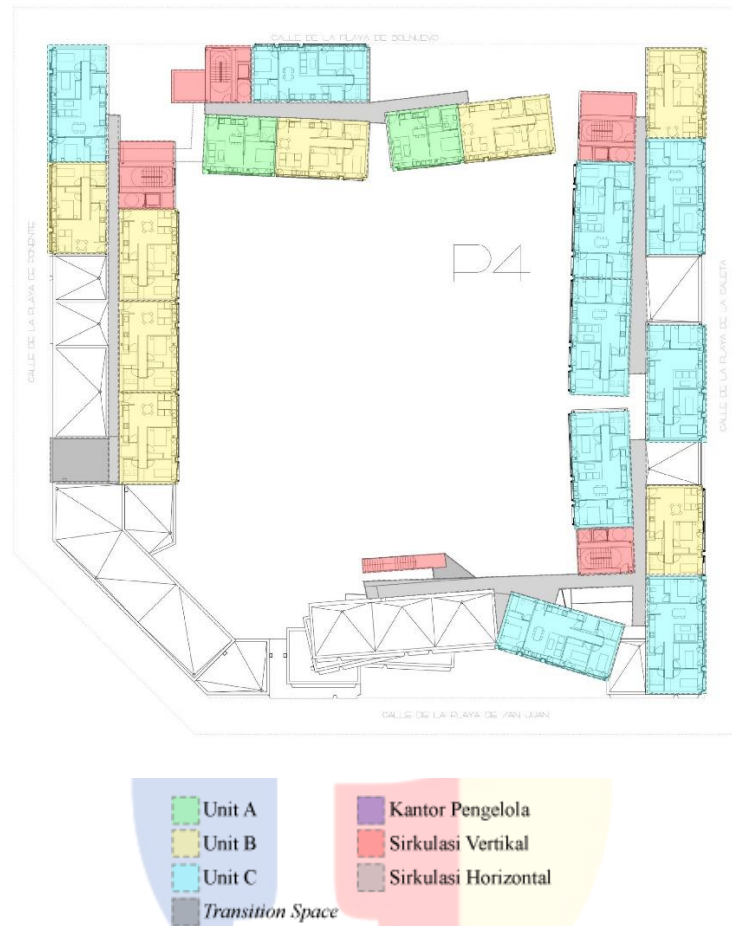 CALLE DE LA PLAYA DE BOLNUEVO
CALLE DE LA PLAYA DE PONIENTE
P4
CALLE DE LA PLAYA DE LA GALETA
CALLE DE LA PLAYA DE SAN JUAN
Unit A
Unit B
Unit C
Transition Space
Kantor Pengelola
Sirkulasi Vertikal
Sirkulasi Horizontal